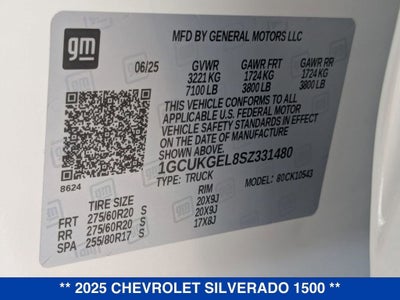 gm
MFD BY GENERAL MOTORS LLC
06/25 GVWR GAWR FRT GAWR RR
3221 KG 1724 KG 1724 KG
7100 LB 3800 LB 3800 LB
THIS VEHICLE CONFORMS TO ALL
APPLICABLE U.S. FEDERAL MOTOR
VEHICLE SAFETY STANDARDS IN EFFECT
ON THE DATE OF MANUFACTURE
SHOWN ABOVE.
1GCUKGEL8SZ331480
TYPE: TRUCK MODEL: 80CK10543
8624
TIRE SIZE RIM
FRT 275/60R20 S 20X9J
RR 275/60R20 S 20X9J
SPA 255/80R17 S 17X8J
** 2025 CHEVROLET SILVERADO 1500 **